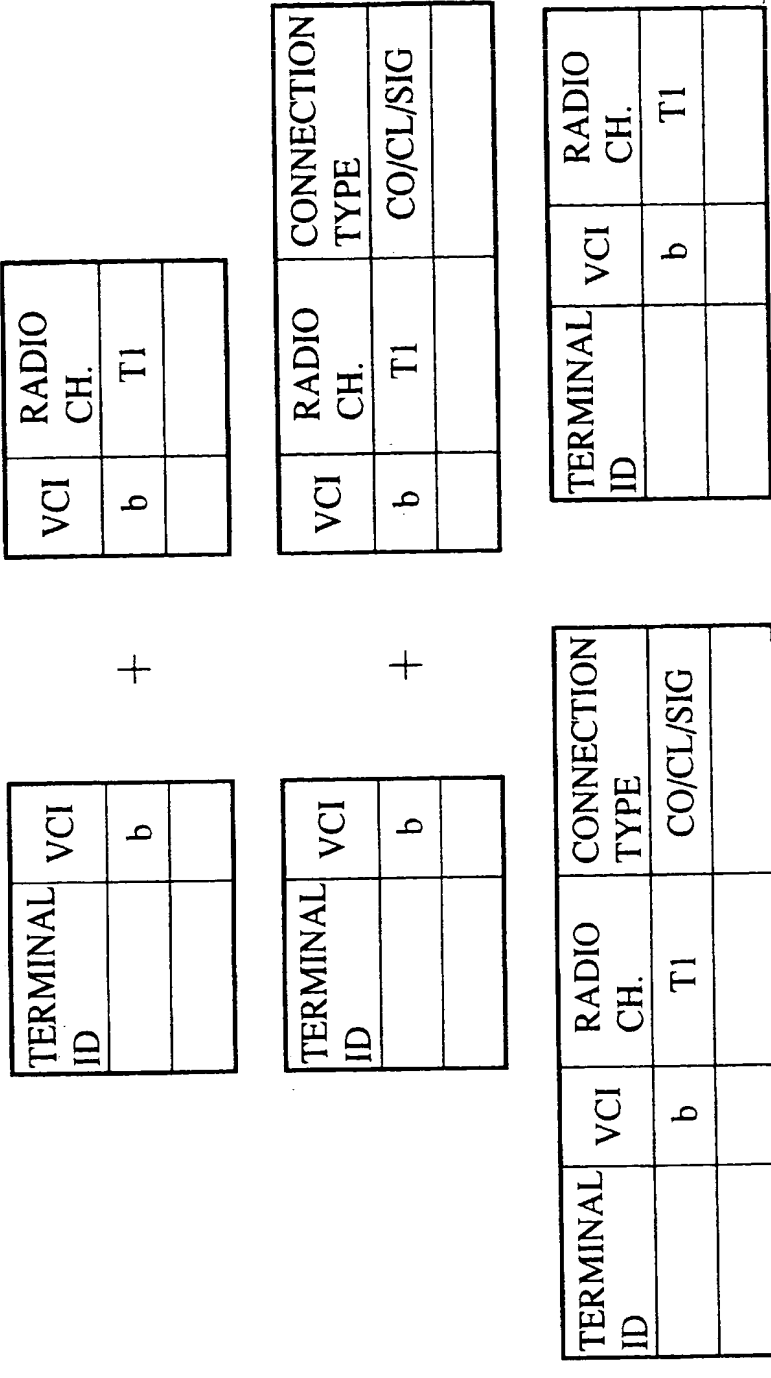 TERMINAL ID VCI
b
+
VCI RADIO CH.
b T1
TERMINAL ID VCI
b
+
VCI RADIO CH. CONNECTION TYPE
b T1 CO/CL/SIG
TERMINAL ID VCI RADIO CH. CONNECTION TYPE
b T1 CO/CL/SIG
TERMINAL ID VCI RADIO CH.
b T1